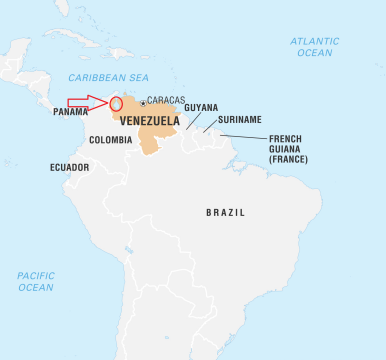 ATLANTIC
OCEAN
CARIBBEAN SEA
CARACAS
PANAMA
GUYANA
VENEZUELA
SURINAME
COLOMBIA
FRENCH
GUIANA
(FRANCE)
ECUADOR
BRAZIL
PACIFIC
OCEAN